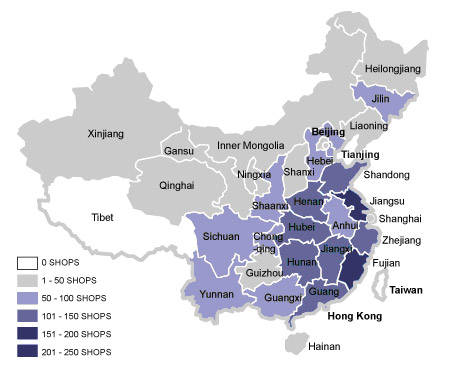 Heilongjiang
Jilin
Liaoning
Beijing
Xinjiang
Inner Mongolia
Gansu
Tianjing
Hebei
Ningxia
Shanxi
Shandong
Qinghai
Henan
Jiangsu
Shaanxi
Shanghai
Tibet
Anhui
Hubei
Chong
qing
Sichuan
Zhejiang
Jiangxi
Hunan
Fujian
Guizhou
0 SHOPS
1 - 50 SHOPS
50 - 100 SHOPS
101 - 150 SHOPS
151 - 200 SHOPS
201 - 250 SHOPS
Yunnan
Guangxi
Guang
Taiwan
Hong Kong
Hainan